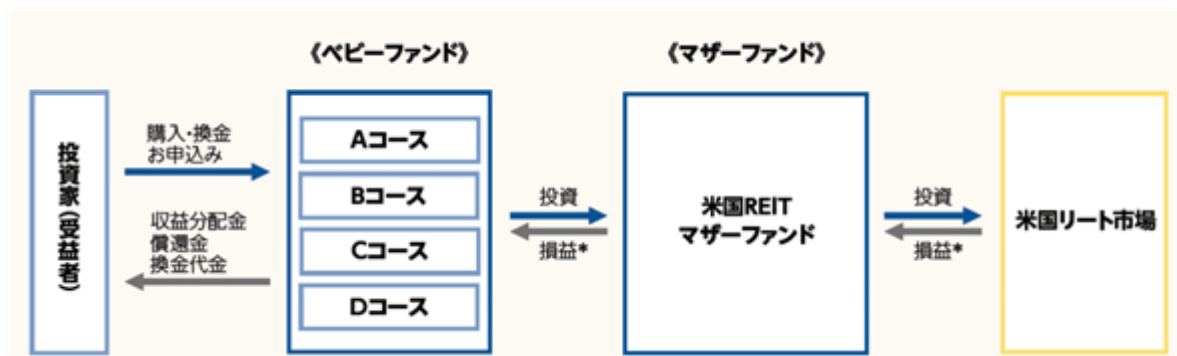 《ベビーファンド》
《マザーファンド》
投資家(受益者)
購入・換金
お申込み
収益分配金
償還金
換金代金
Aコース
Bコース
Cコース
Dコース
投資
損益*
米国REIT
マザーファンド
投資
損益*
米国リート市場